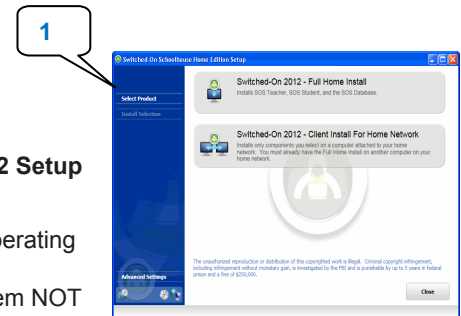 1
Switched-On Schoolhouse Home Edition Setup
Select Product
Install Selection
Switched-On 2012 - Full Home Install
Installs SOS Teacher, SOS Student, and the SOS Database.
Switched-On 2012 - Client Install For Home Network
Installs only components you select on a computer attached to your home
network. You must already have the Full Home Install on another computer on your
home network.
2 Setup
perating
em NOT
The unauthorized reproduction or distribution of this copyrighted work is illegal. Criminal copyright infringement,
including infringement without monetary gain, is investigated by the FBI and is punishable by up to 5 years in federal
prison and a fine of $250,000.
Advanced Settings
Close